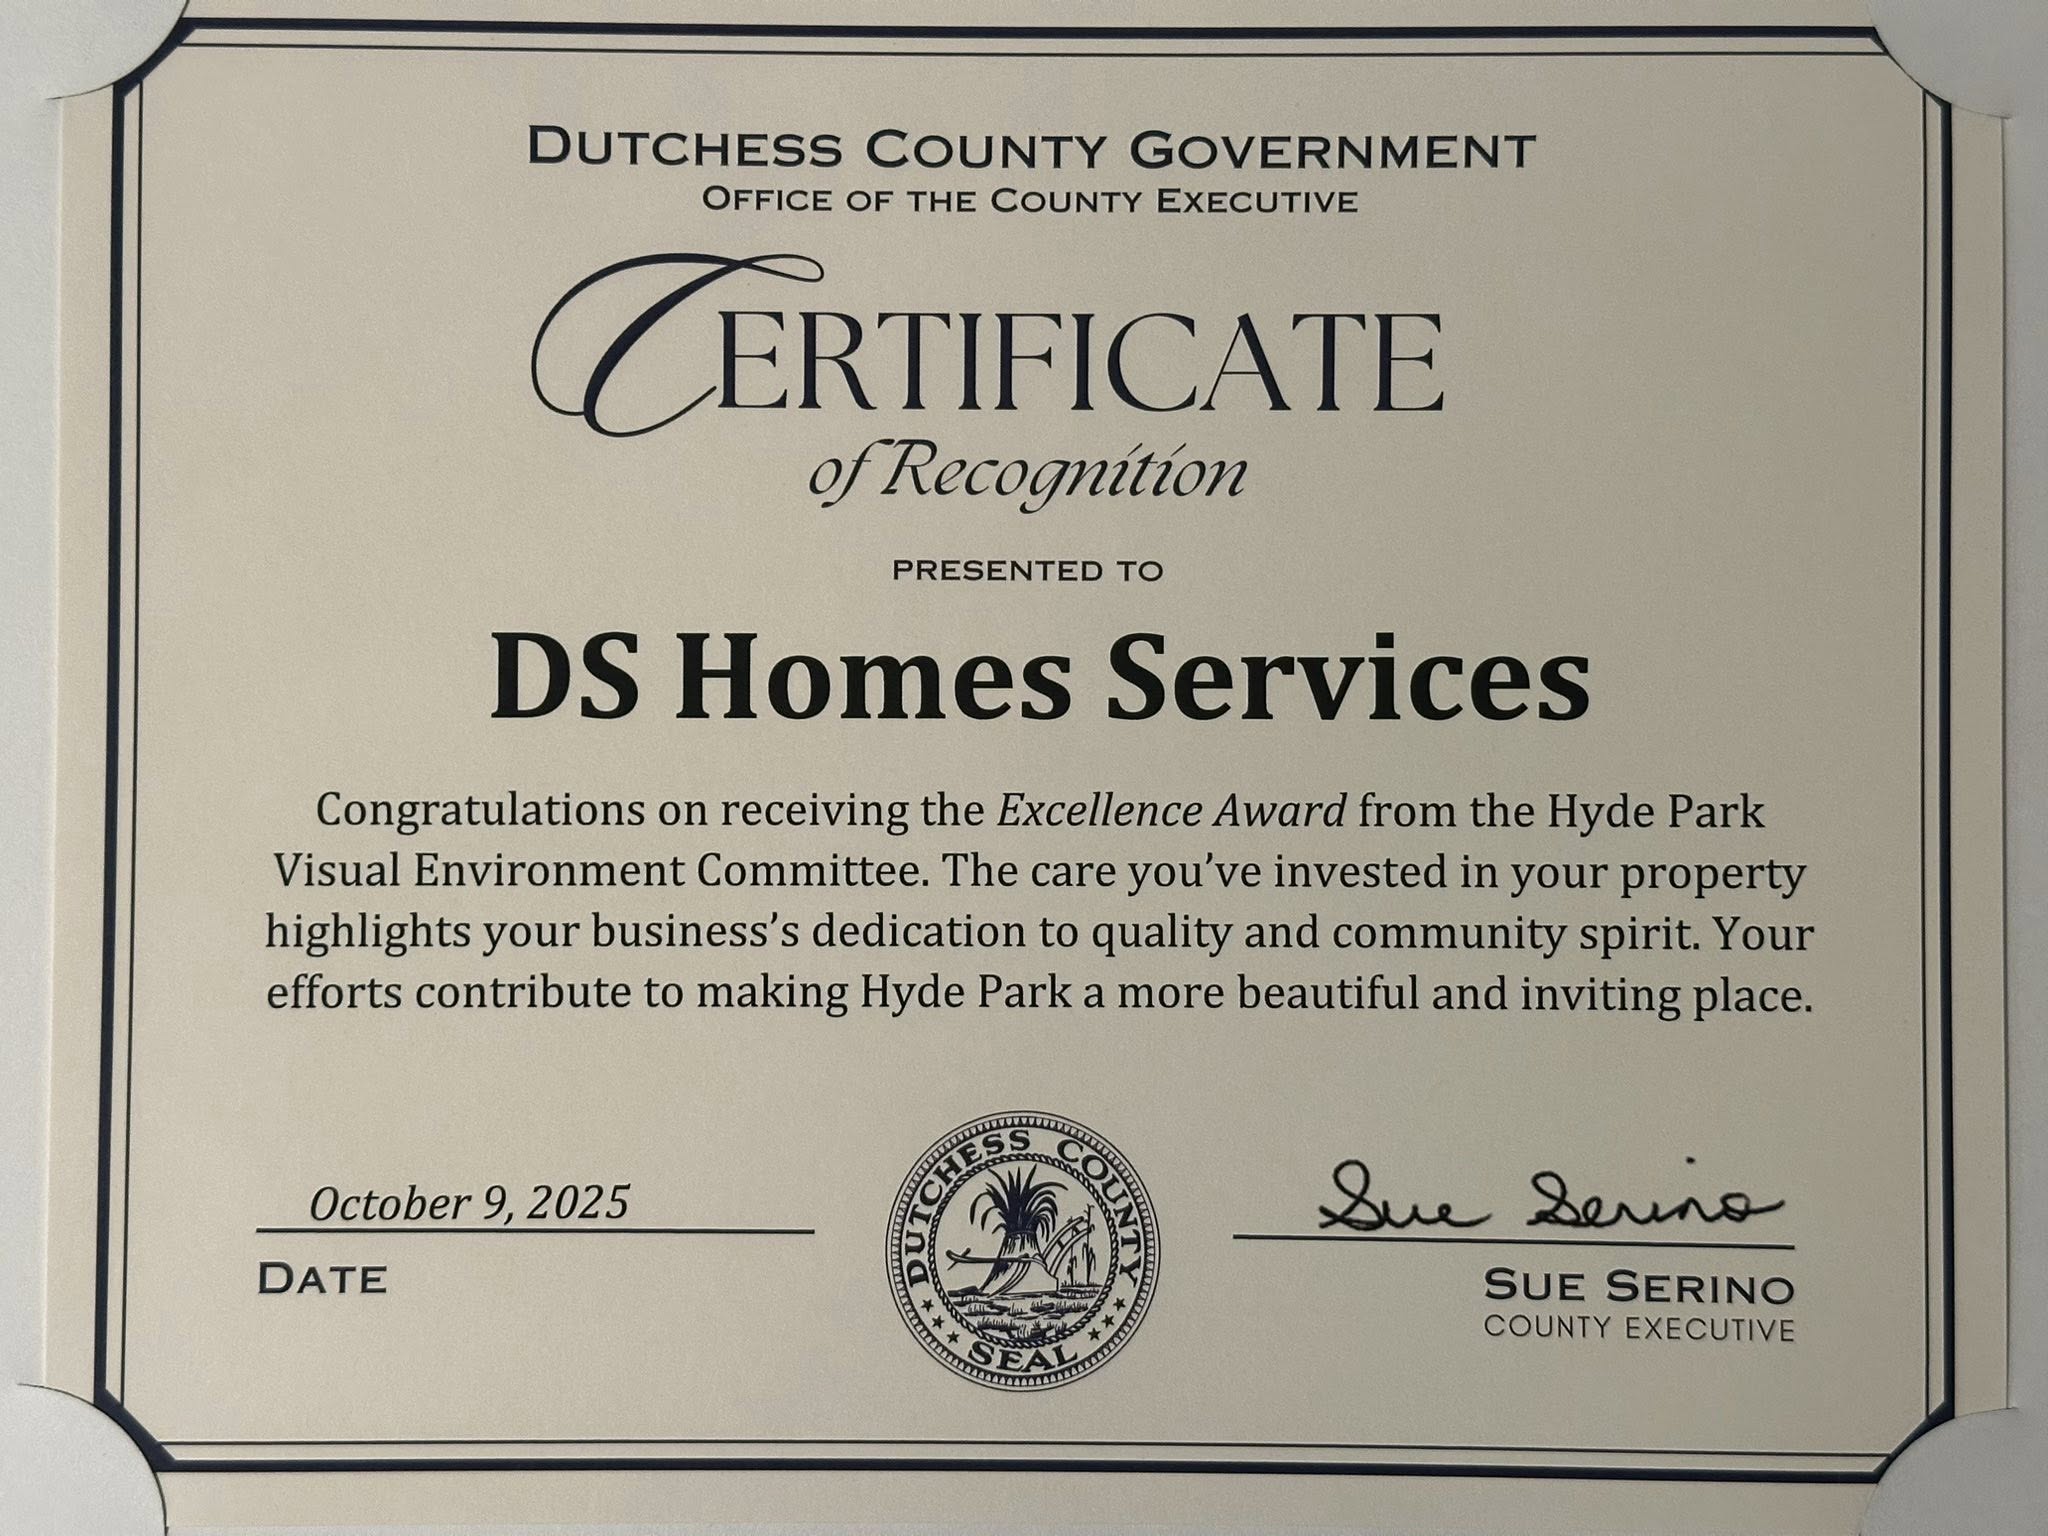 DUTCHESS COUNTY GOVERNMENT
OFFICE OF THE COUNTY EXECUTIVE
CERTIFICATE
of Recognition
PRESENTED TO
DS Homes Services
Congratulations on receiving the Excellence Award from the Hyde Park
Visual Environment Committee. The care you’ve invested in your property
highlights your business’s dedication to quality and community spirit. Your
efforts contribute to making Hyde Park a more beautiful and inviting place.
October 9, 2025
DATE
DUTCHESS COUNTY
SEAL
Sue Serino
SUE SERINO
COUNTY EXECUTIVE